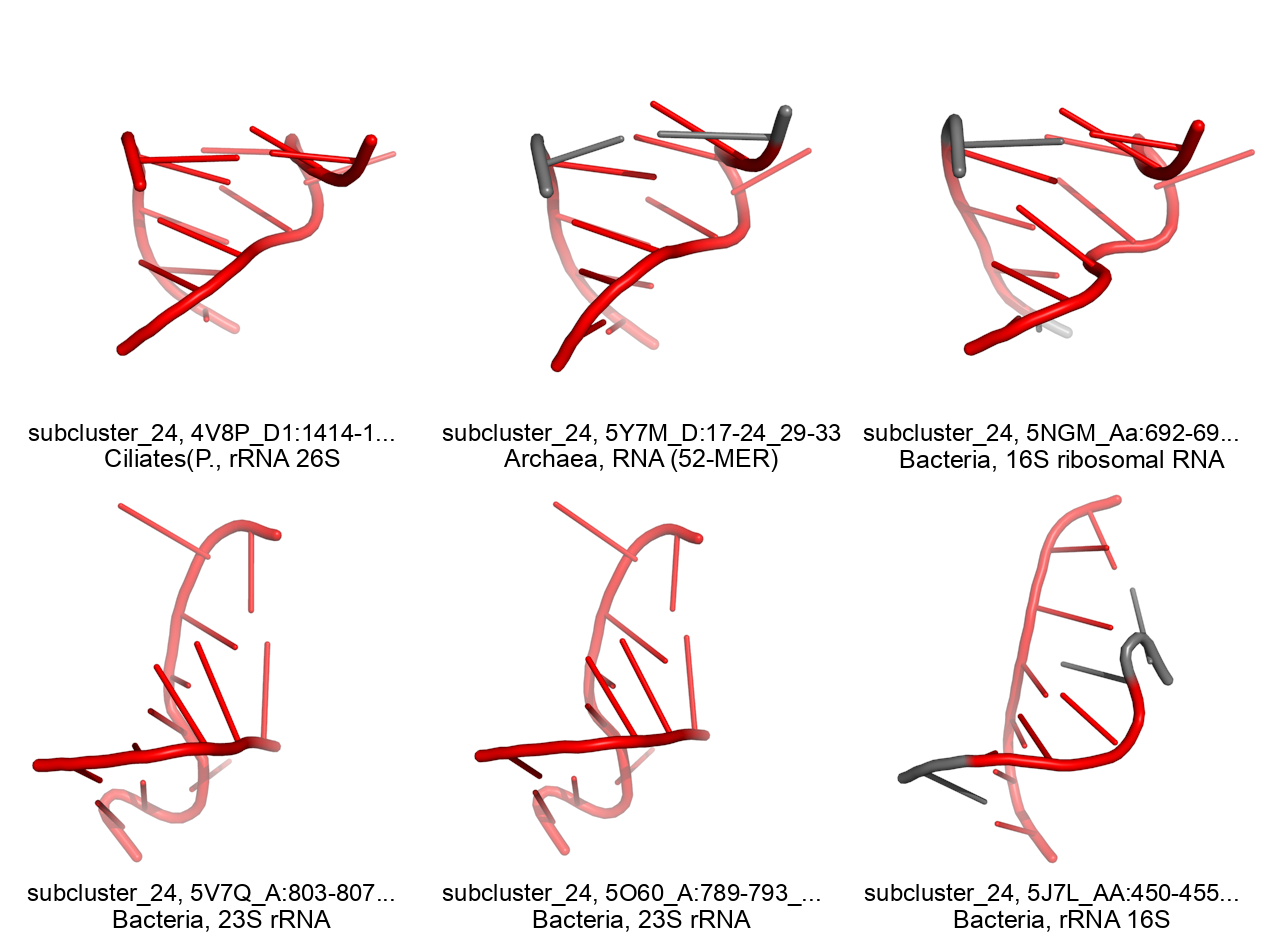 subcluster_24, 4V8P_D1:1414-1...
Ciliates(P., rRNA 26S
subcluster_24, 5Y7M_D:17-24_29-33
Archaea, RNA (52-MER)
subcluster_24, 5NGM_Aa:692-69...
Bacteria, 16S ribosomal RNA
subcluster_24, 5V7Q_A:803-807...
Bacteria, 23S rRNA
subcluster_24, 5O60_A:789-793_...
Bacteria, 23S rRNA
subcluster_24, 5J7L_AA:450-455...
Bacteria, rRNA 16S